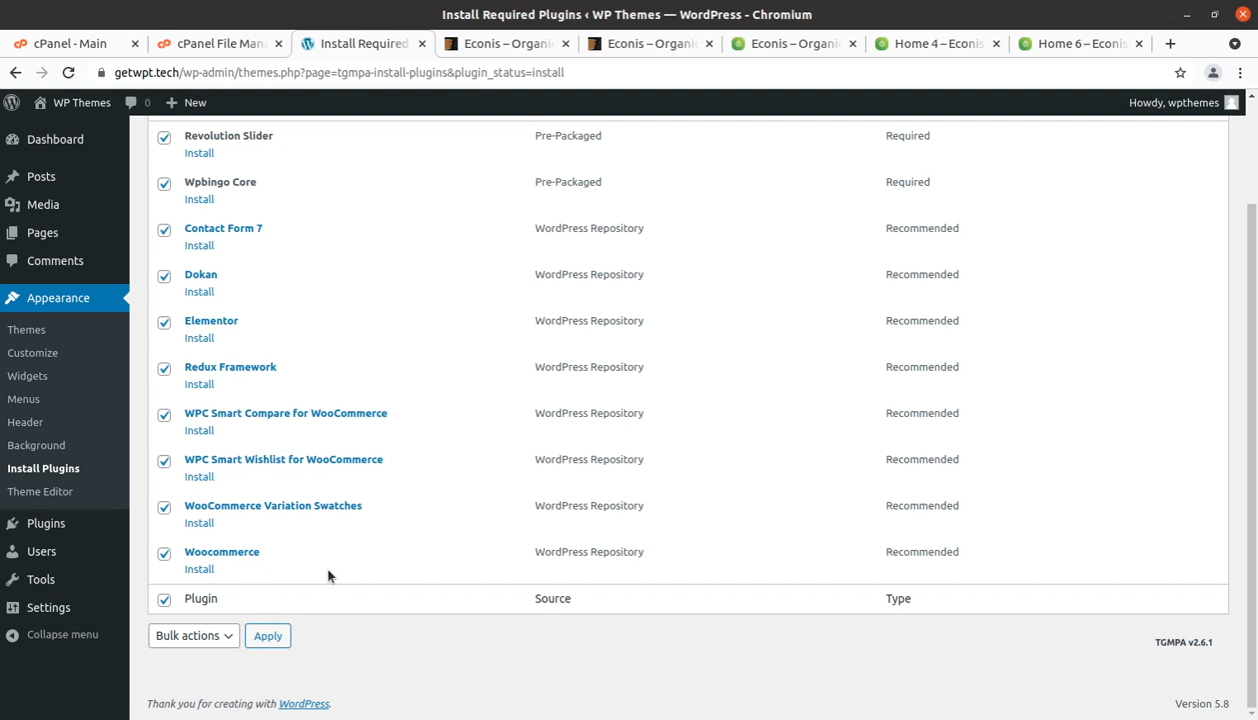 Install Required Plugins ‹ WP Themes — WordPress - Chromium
cPanel - Main
cPanel File Mana
Install Required
Econis – Organic
Econis – Organic
Econis – Organic
Home 4 – Econis
Home 6 – Econis
getwpt.tech/wp-admin/themes.php?page=tgmpa-install-plugins&plugin_status=install
WP Themes 0 New Howdy, wpthemes
Dashboard
Posts
Media
Pages
Comments
Appearance
Themes
Customize
Widgets
Menus
Header
Background
Install Plugins
Theme Editor
Plugins
Users
Tools
Settings
Collapse menu
Revolution Slider Pre-Packaged Required
Install
Wpbingo Core Pre-Packaged Required
Install
Contact Form 7 WordPress Repository Recommended
Install
Dokan WordPress Repository Recommended
Install
Elementor WordPress Repository Recommended
Install
Redux Framework WordPress Repository Recommended
Install
WPC Smart Compare for WooCommerce WordPress Repository Recommended
Install
WPC Smart Wishlist for WooCommerce WordPress Repository Recommended
Install
WooCommerce Variation Swatches WordPress Repository Recommended
Install
Woocommerce WordPress Repository Recommended
Install
Plugin Source Type
Bulk actions Apply
TGMPA v2.6.1
Thank you for creating with WordPress. Version 5.8